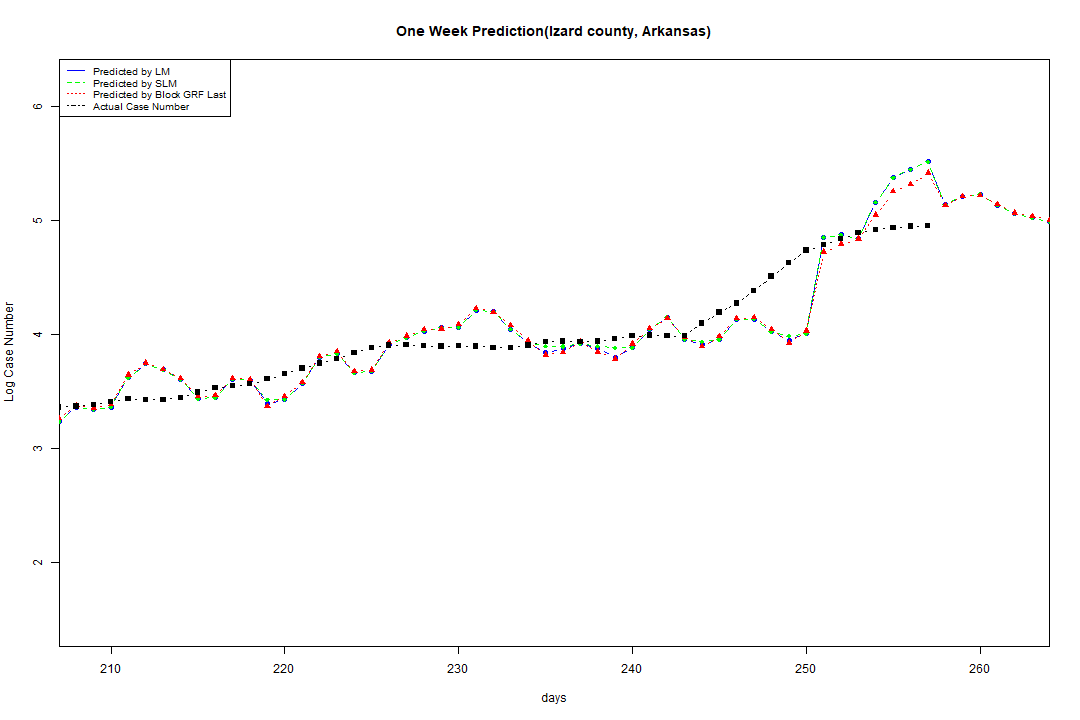 One Week Prediction(Izard county, Arkansas)
Predicted by LM
Predicted by SLM
Predicted by Block GRF Last
Actual Case Number
Log Case Number
6
5
4
3
2
210 220 230 240 250 260
days